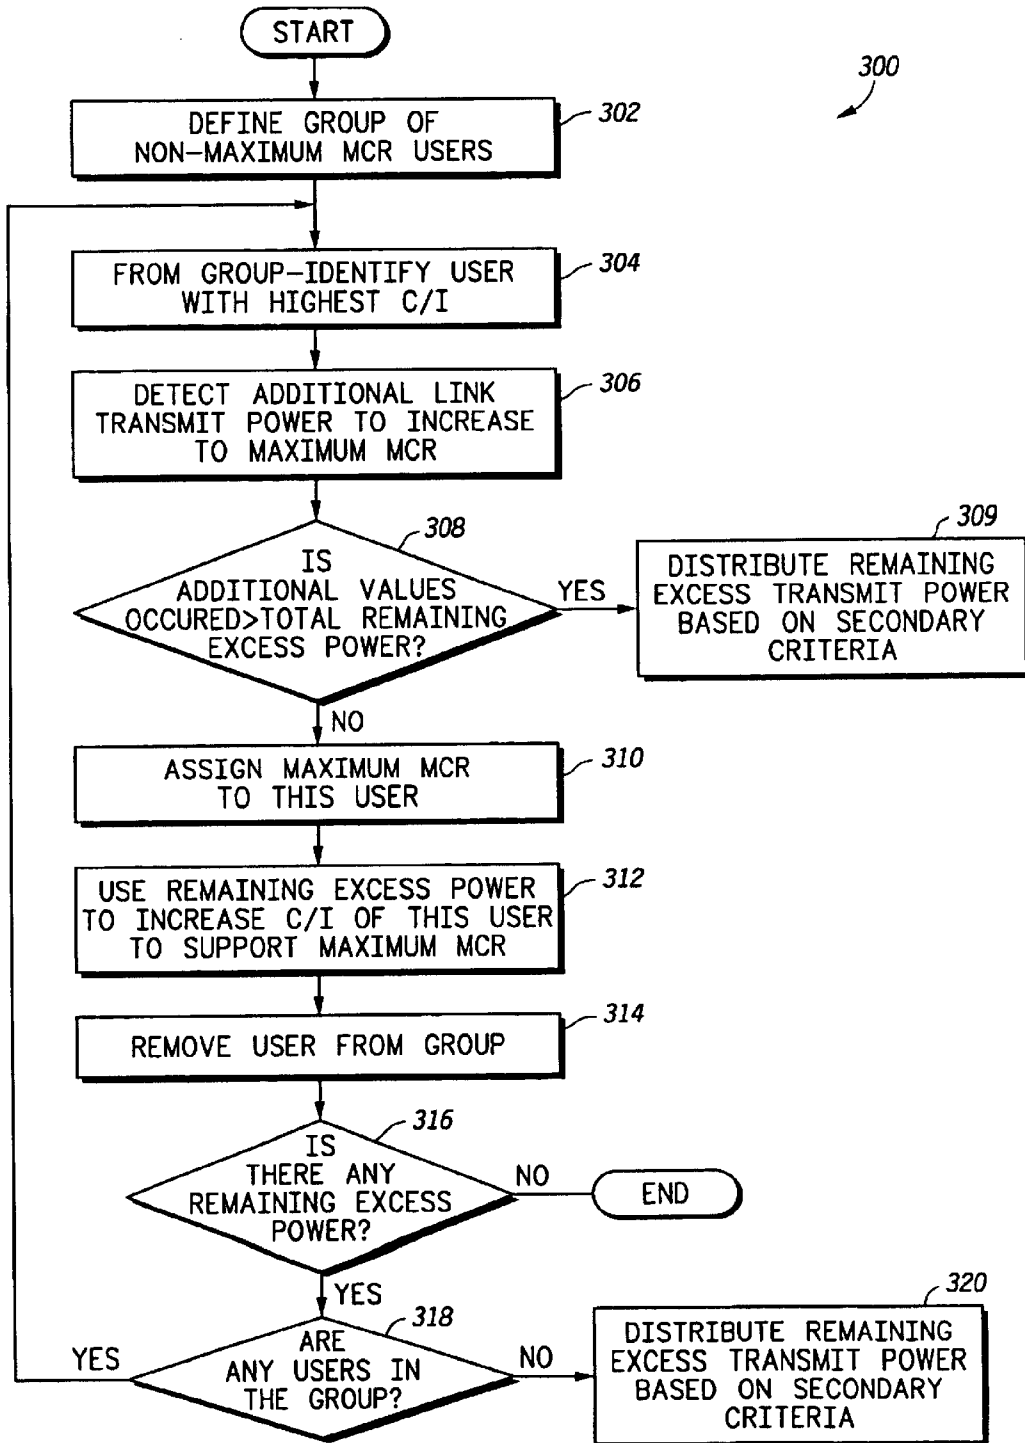 START
300
DEFINE GROUP OF
NON-MAXIMUM MCR USERS
302
FROM GROUP-IDENTIFY USER
WITH HIGHEST C/I
304
DETECT ADDITIONAL LINK
TRANSMIT POWER TO INCREASE
TO MAXIMUM MCR
306
IS
ADDITIONAL VALUES
OCCURED>TOTAL REMAINING
EXCESS POWER?
308
YES
DISTRIBUTE REMAINING
EXCESS TRANSMIT POWER
BASED ON SECONDARY
CRITERIA
309
NO
ASSIGN MAXIMUM MCR
TO THIS USER
310
USE REMAINING EXCESS POWER
TO INCREASE C/I OF THIS USER
TO SUPPORT MAXIMUM MCR
312
REMOVE USER FROM GROUP
314
IS
THERE ANY
REMAINING EXCESS
POWER?
316
NO
END
YES
ARE
ANY USERS IN
THE GROUP?
318
YES
NO
DISTRIBUTE REMAINING
EXCESS TRANSMIT POWER
BASED ON SECONDARY
CRITERIA
320